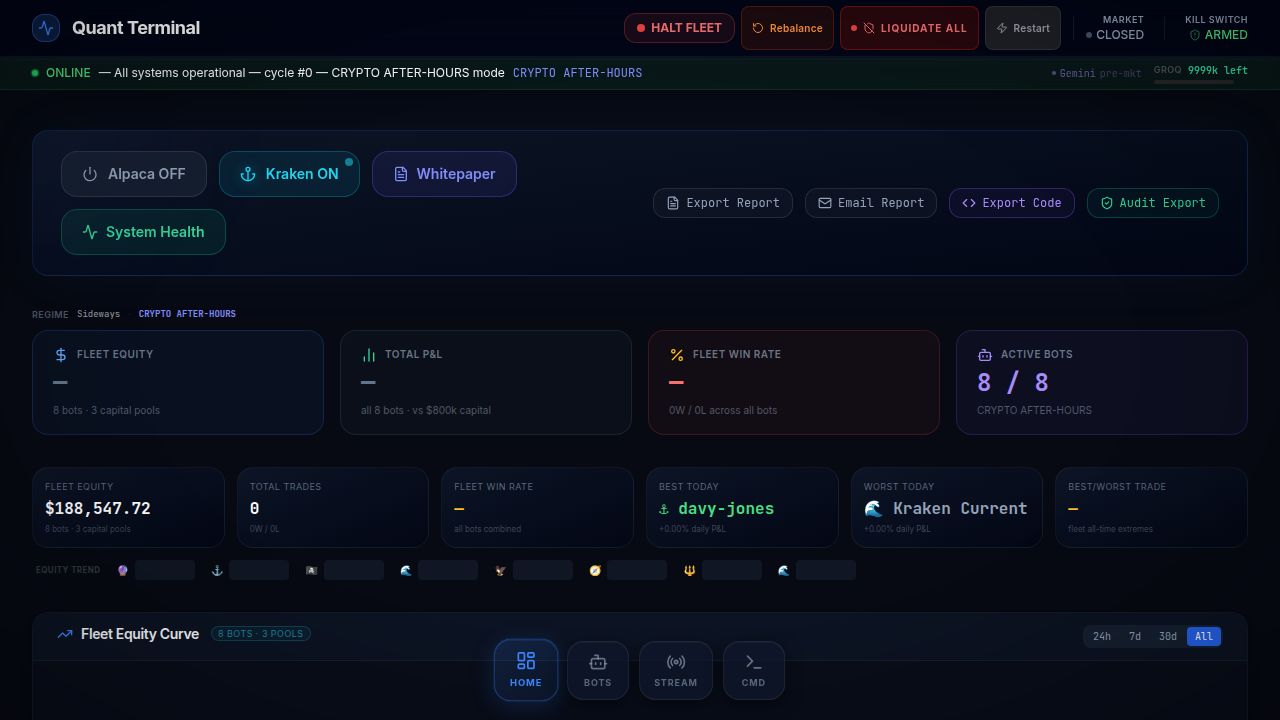 Quant Terminal
HALT FLEET
Rebalance
LIQUIDATE ALL
Restart
MARKET
CLOSED
KILL SWITCH
ARMED
ONLINE — All systems operational — cycle #0 — CRYPTO AFTER-HOURS mode CRYPTO AFTER-HOURS
Gemini pre-mkt
GROQ 9999k left
Alpaca OFF
Kraken ON
Whitepaper
System Health
Export Report
Email Report
Export Code
Audit Export
REGIME Sideways · CRYPTO AFTER-HOURS
FLEET EQUITY
—
8 bots · 3 capital pools
TOTAL P&L
—
all 8 bots · vs $800k capital
FLEET WIN RATE
—
0W / 0L across all bots
ACTIVE BOTS
8 / 8
CRYPTO AFTER-HOURS
FLEET EQUITY
$188,547.72
8 bots · 3 capital pools
TOTAL TRADES
0
0W / 0L
FLEET WIN RATE
—
all bots combined
BEST TODAY
⚓ davy-jones
+0.00% daily P&L
WORST TODAY
🌊 Kraken Current
+0.00% daily P&L
BEST/WORST TRADE
—
fleet all-time extremes
EQUITY TREND
Fleet Equity Curve
8 BOTS · 3 POOLS
24h 7d 30d All
HOME
BOTS
STREAM
CMD